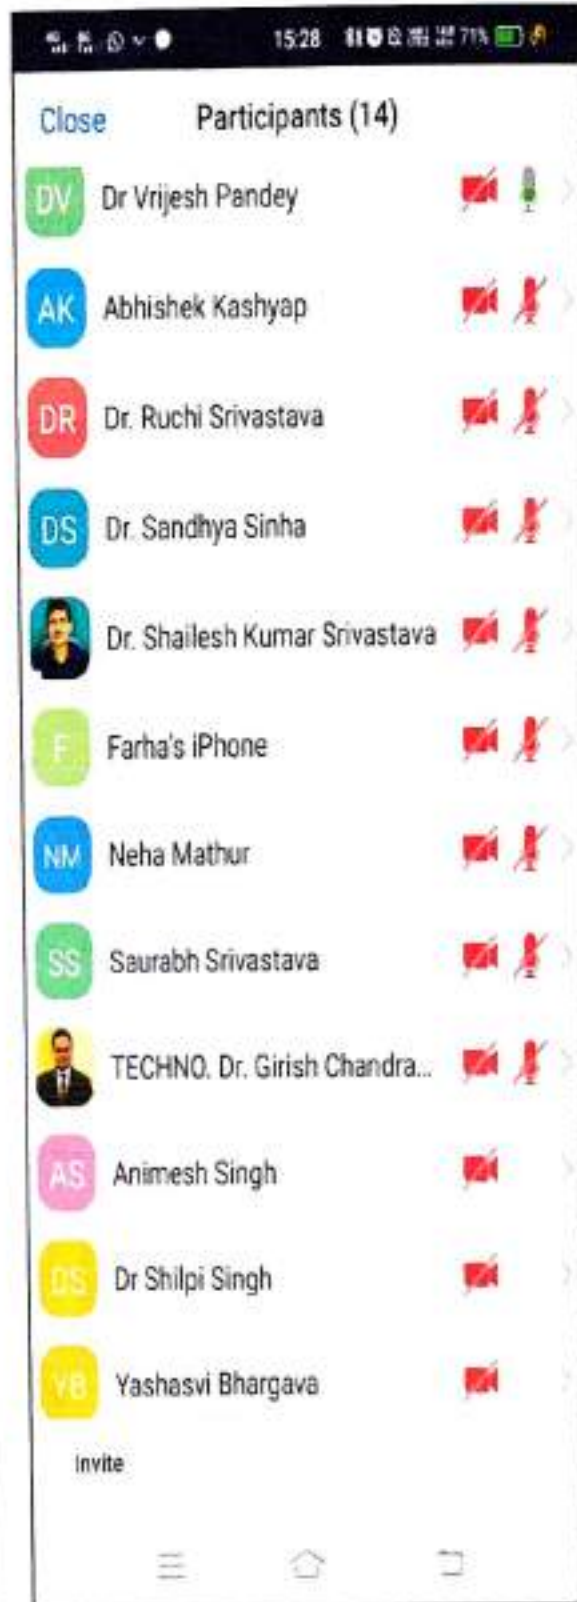 15:28 71%
Close Participants (14)
DV Dr Vrijesh Pandey
AK Abhishek Kashyap
DR Dr. Ruchi Srivastava
DS Dr. Sandhya Sinha
Dr. Shailesh Kumar Srivastava
F Farha's iPhone
NM Neha Mathur
SS Saurabh Srivastava
TECHNO. Dr. Girish Chandra...
AS Animesh Singh
DS Dr Shilpi Singh
YB Yashasvi Bhargava
Invite